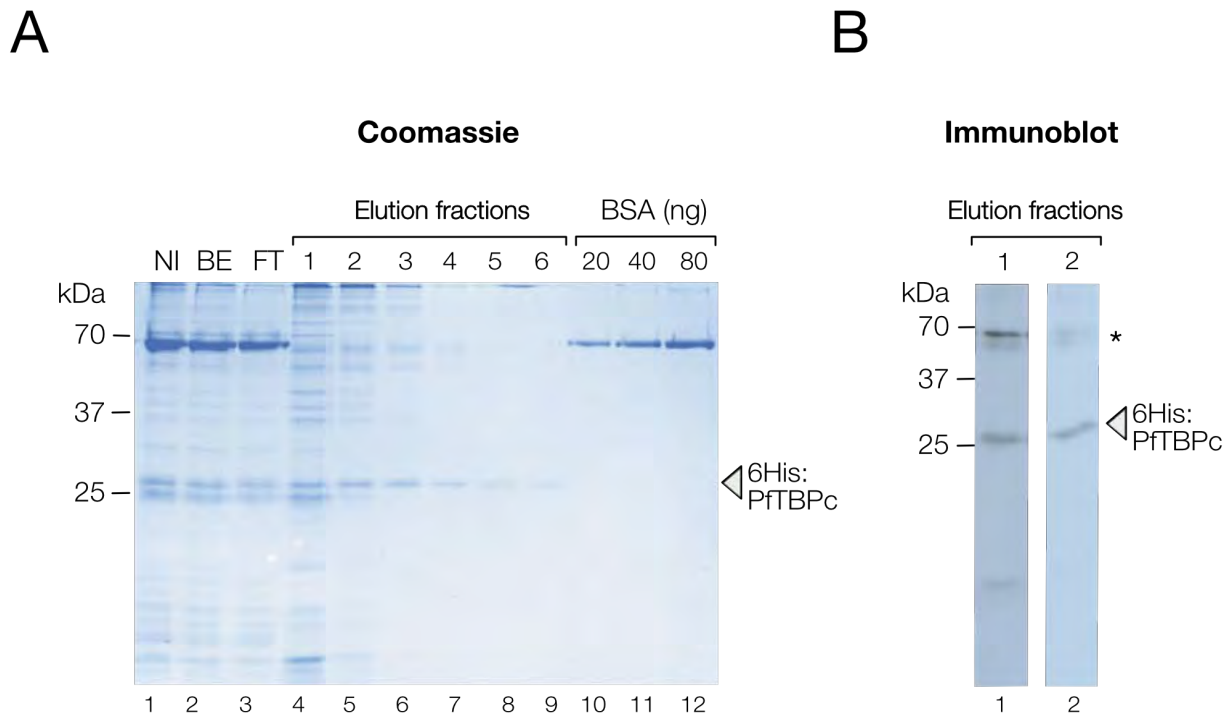 A
Coomassie
Elution fractions
BSA (ng)
NI BE FT 1 2 3 4 5 6 20 40 80
kDa
70
37
25
6His:
PfTBPc
1 2 3 4 5 6 7 8 9 10 11 12
B
Immunoblot
Elution fractions
1 2
kDa
70
*
37
25
6His:
PfTBPc
1 2